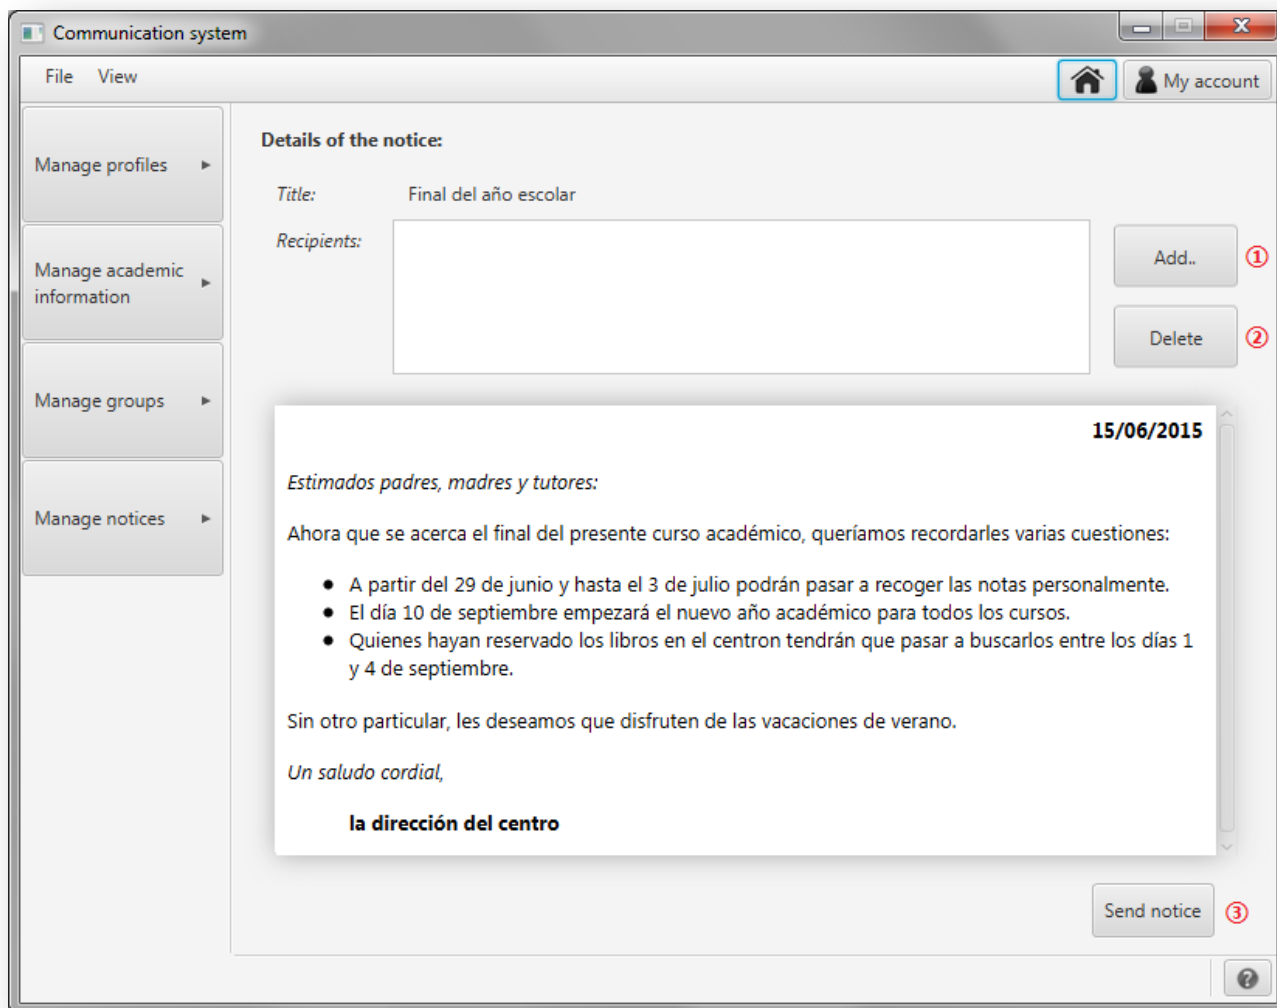 Communication system
File View My account
Manage profiles
Manage academic
information
Manage groups
Manage notices
Details of the notice:
Title: Final del año escolar
Recipients:
Add.. ①
Delete ②
15/06/2015
Estimados padres, madres y tutores:
Ahora que se acerca el final del presente curso académico, queríamos recordarles varias cuestiones:
● A partir del 29 de junio y hasta el 3 de julio podrán pasar a recoger las notas personalmente.
● El día 10 de septiembre empezará el nuevo año académico para todos los cursos.
● Quienes hayan reservado los libros en el centron tendrán que pasar a buscarlos entre los días 1
y 4 de septiembre.
Sin otro particular, les deseamos que disfruten de las vacaciones de verano.
Un saludo cordial,
la dirección del centro
Send notice ③
?